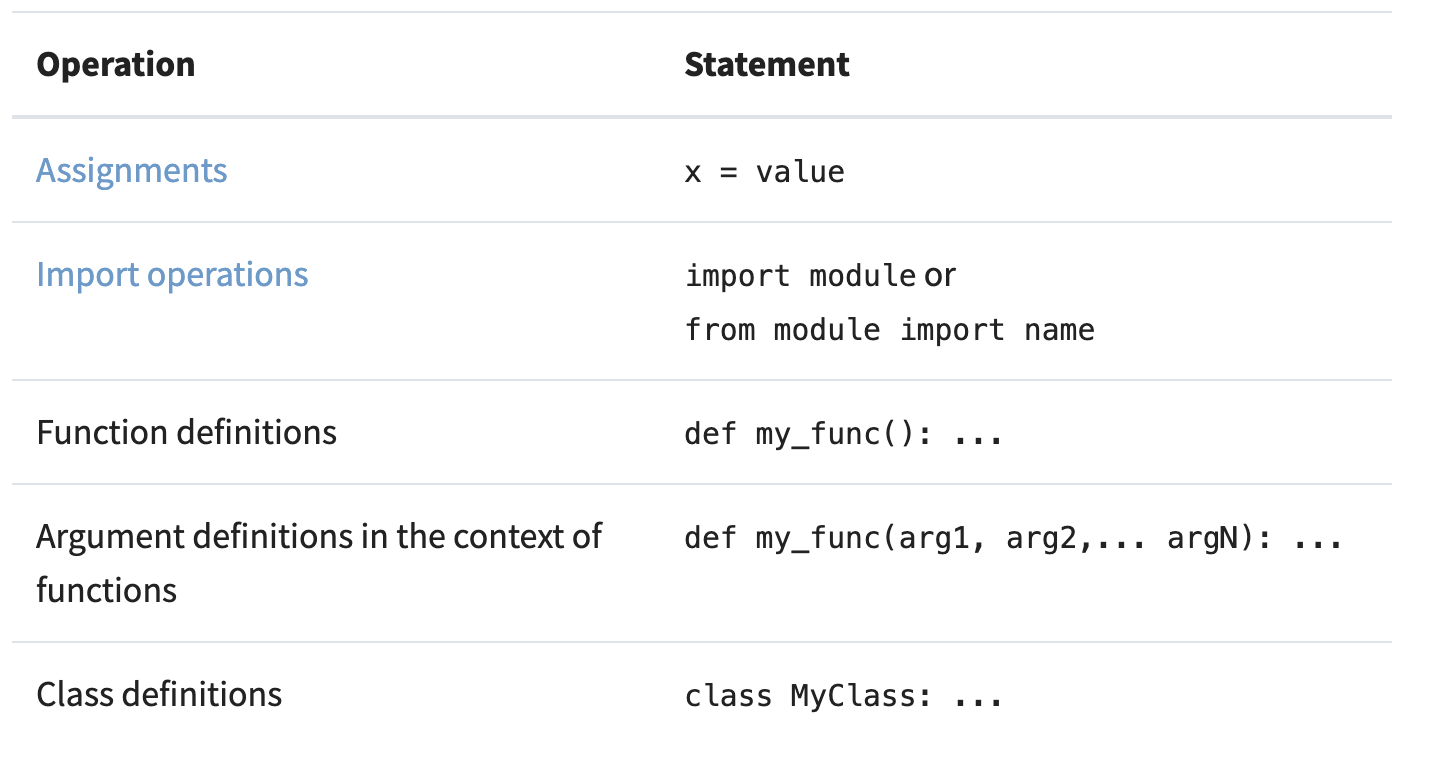 Operation Statement
Assignments x = value
Import operations import module or
from module import name
Function definitions def my_func(): ...
Argument definitions in the context of def my_func(arg1, arg2,... argN): ...
functions
Class definitions class MyClass: ...